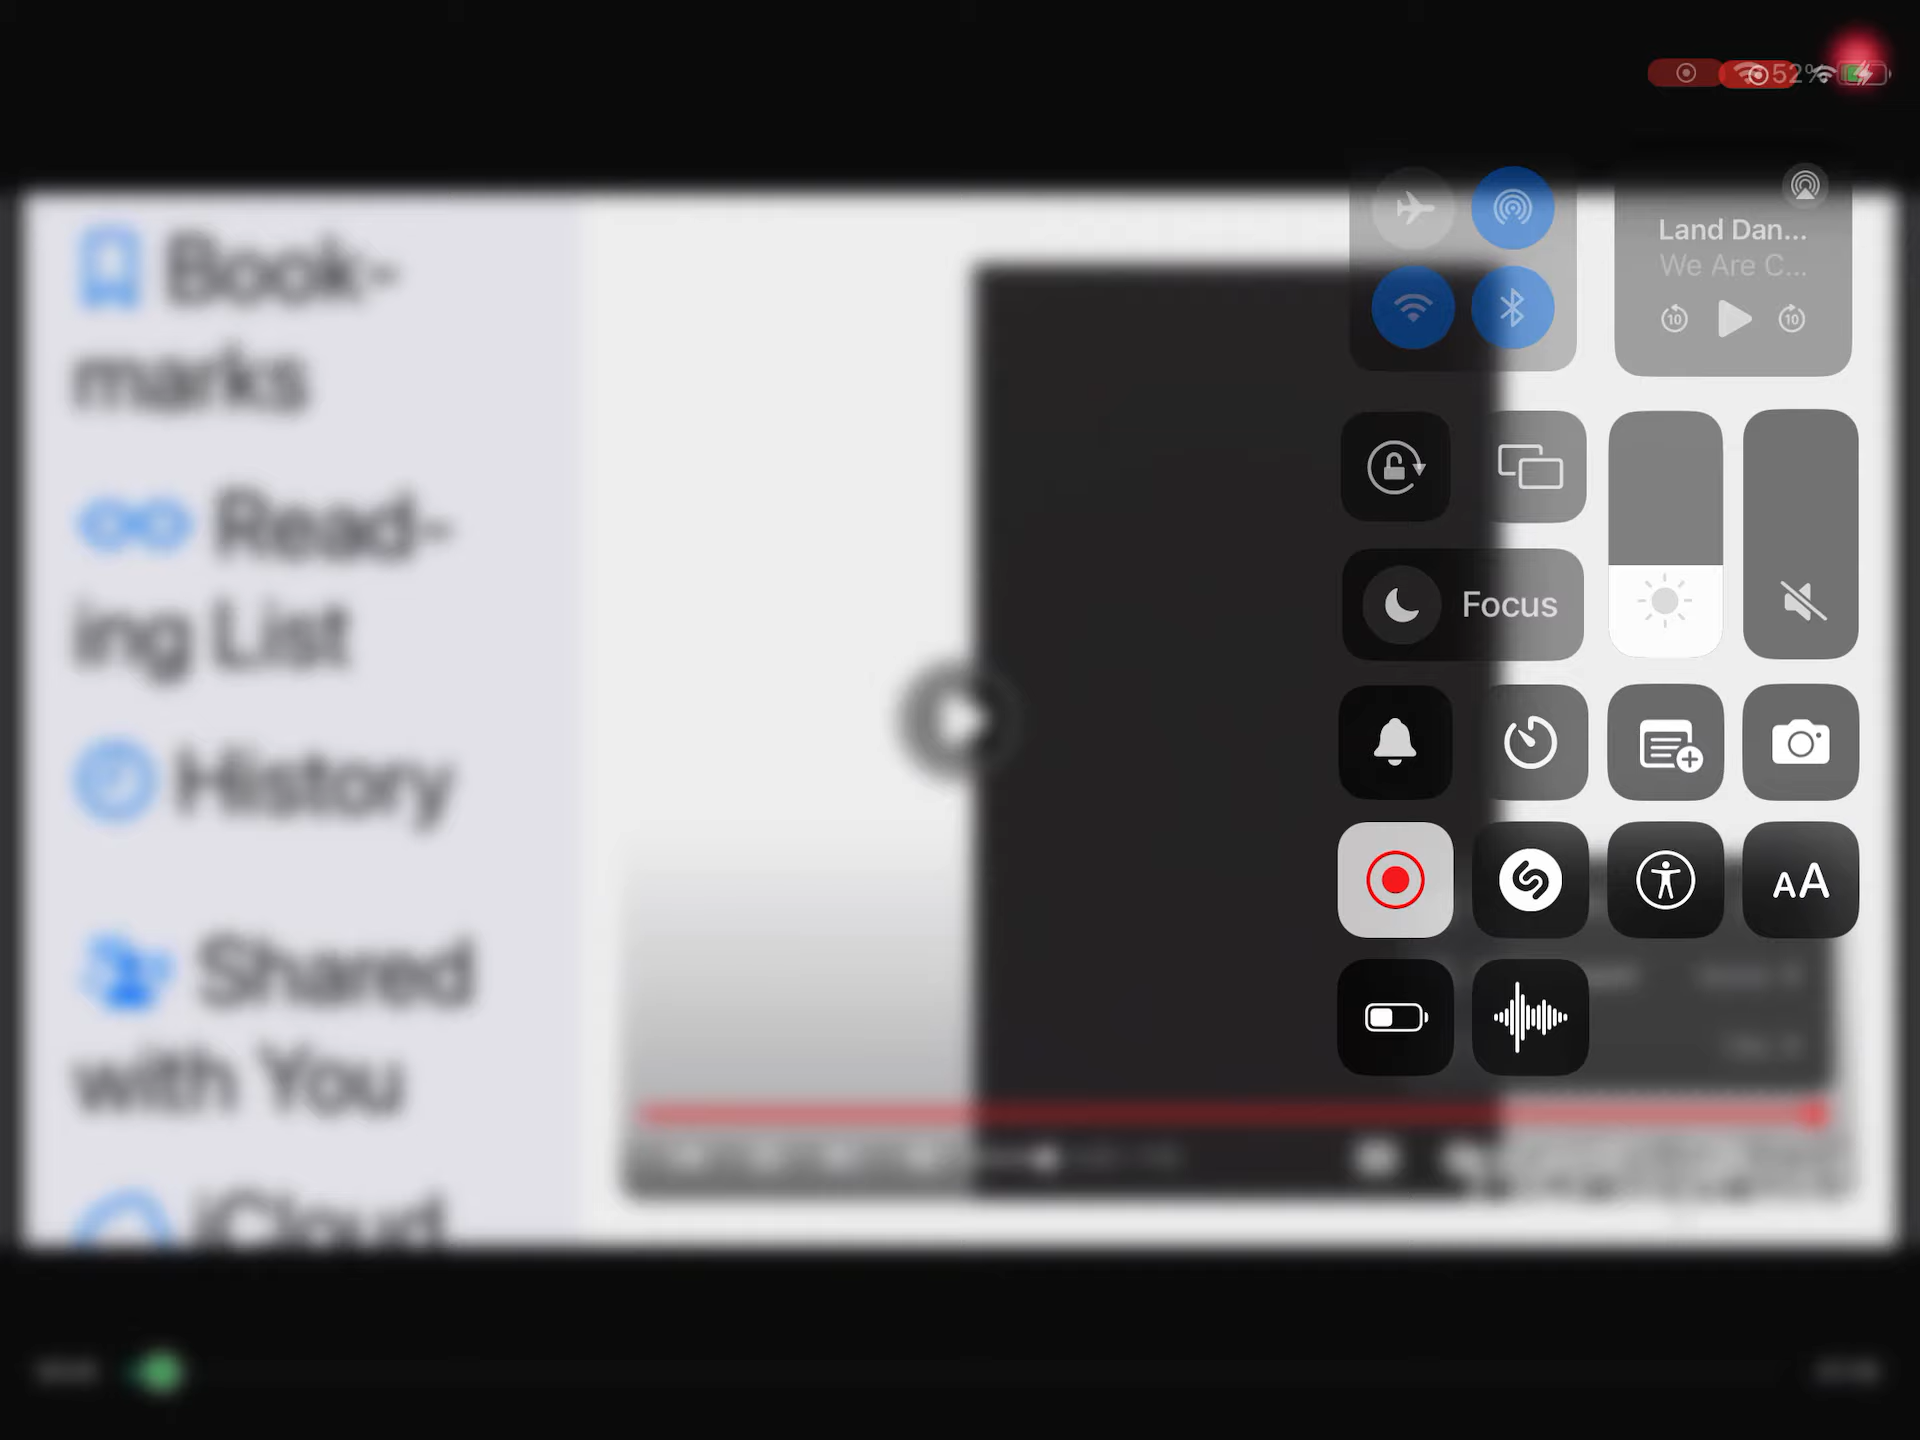 52%
Book-
marks
Land Dan...
We Are C...
10
10
Read-
ing List
Focus
History
AA
Shared
with You
iCloud